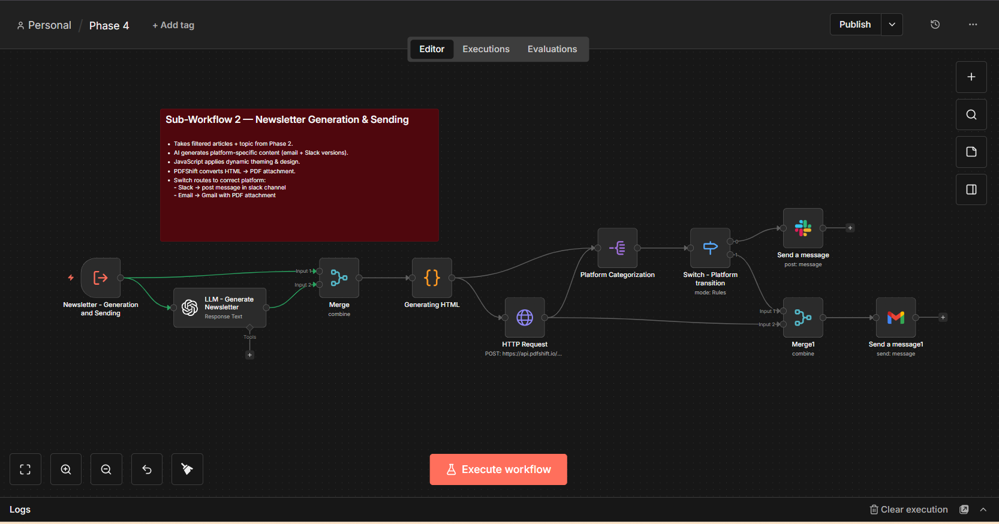 Personal / Phase 4 + Add tag
Publish
Editor Executions Evaluations
Sub-Workflow 2 — Newsletter Generation & Sending
• Takes filtered articles + topic from Phase 2.
• AI generates platform-specific content (email + Slack versions).
• JavaScript applies dynamic theming & design.
• PDFShift converts HTML → PDF attachment.
• Switch routes to correct platform:
- Slack → post message in slack channel
- Email → Gmail with PDF attachment
Newsletter - Generation
and Sending
LLM - Generate
Newsletter
Response Text
Tools
Input 1
Input 2
Merge
combine
Generating HTML
HTTP Request
POST: https://api.pdfshift.io/...
Platform Categorization
Switch - Platform
transition
mode: Rules
0
1
Send a message
post: message
Input 1
Input 2
Merge1
combine
Send a message1
send: message
Execute workflow
Logs
Clear execution